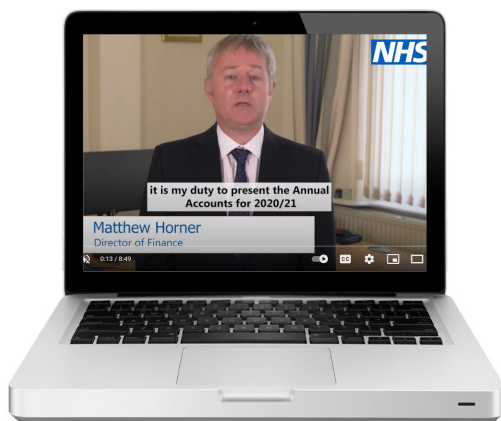 NHS
it is my duty to present the Annual
Accounts for 2020/21
Matthew Horner
Director of Finance
0:13 / 8:49
CC